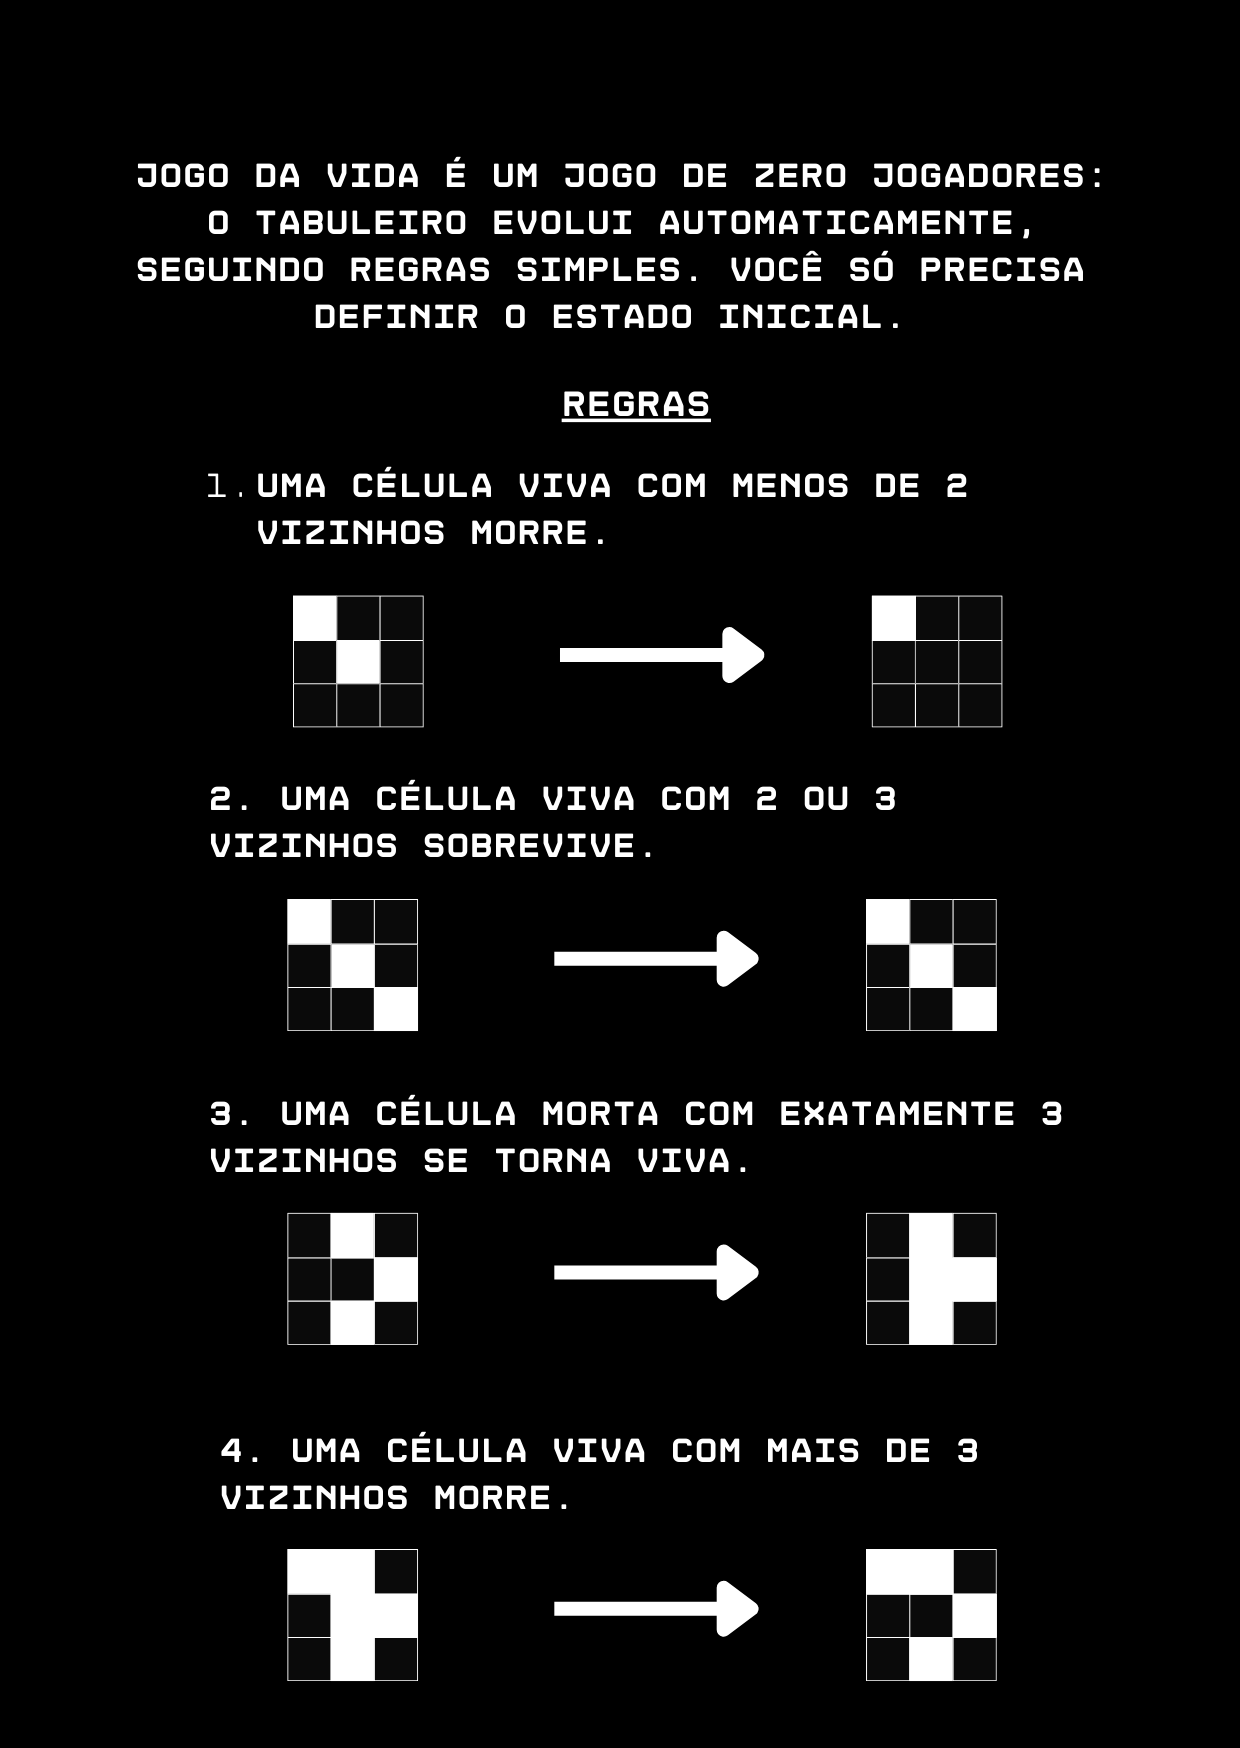 JOGO DA VIDA É UM JOGO DE ZERO JOGADORES:
O TABULEIRO EVOLUI AUTOMATICAMENTE,
SEGUINDO REGRAS SIMPLES. VOCÊ SÓ PRECISA
DEFINIR O ESTADO INICIAL.
REGRAS
1. UMA CÉLULA VIVA COM MENOS DE 2
VIZINHOS MORRE.
2. UMA CÉLULA VIVA COM 2 OU 3
VIZINHOS SOBREVIVE.
3. UMA CÉLULA MORTA COM EXATAMENTE 3
VIZINHOS SE TORNA VIVA.
4. UMA CÉLULA VIVA COM MAIS DE 3
VIZINHOS MORRE.